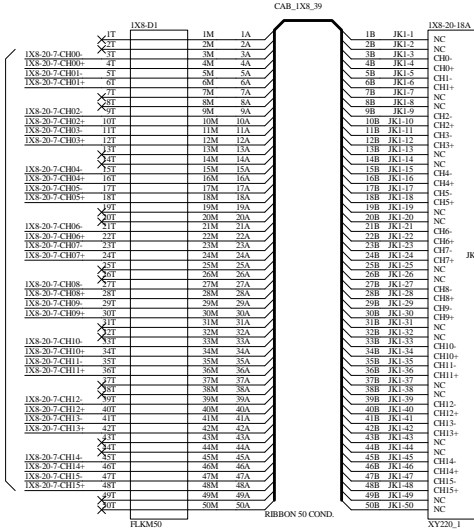 CAB_1X8_39
1X8-D1 1X8-20-18A
1T 1M 1A 1B JK1-1 NC
2T 2M 2A 2B JK1-2 NC
1X8-20-7-CH00- 3T 3M 3A 3B JK1-3 CH0-
1X8-20-7-CH00+ 4T 4M 4A 4B JK1-4 CH0+
1X8-20-7-CH01- 5T 5M 5A 5B JK1-5 CH1-
1X8-20-7-CH01+ 6T 6M 6A 6B JK1-6 CH1+
7T 7M 7A 7B JK1-7 NC
8T 8M 8A 8B JK1-8 NC
1X8-20-7-CH02- 9T 9M 9A 9B JK1-9 CH2-
1X8-20-7-CH02+ 10T 10M 10A 10B JK1-10 CH2+
1X8-20-7-CH03- 11T 11M 11A 11B JK1-11 CH3-
1X8-20-7-CH03+ 12T 12M 12A 12B JK1-12 CH3+
13T 13M 13A 13B JK1-13 NC
14T 14M 14A 14B JK1-14 NC
1X8-20-7-CH04- 15T 15M 15A 15B JK1-15 CH4-
1X8-20-7-CH04+ 16T 16M 16A 16B JK1-16 CH4+
1X8-20-7-CH05- 17T 17M 17A 17B JK1-17 CH5-
1X8-20-7-CH05+ 18T 18M 18A 18B JK1-18 CH5+
19T 19M 19A 19B JK1-19 NC
20T 20M 20A 20B JK1-20 NC
1X8-20-7-CH06- 21T 21M 21A 21B JK1-21 CH6-
1X8-20-7-CH06+ 22T 22M 22A 22B JK1-22 CH6+
1X8-20-7-CH07- 23T 23M 23A 23B JK1-23 CH7-
1X8-20-7-CH07+ 24T 24M 24A 24B JK1-24 CH7+ JK
25T 25M 25A 25B JK1-25 NC
26T 26M 26A 26B JK1-26 NC
1X8-20-7-CH08- 27T 27M 27A 27B JK1-27 CH8-
1X8-20-7-CH08+ 28T 28M 28A 28B JK1-28 CH8+
1X8-20-7-CH09- 29T 29M 29A 29B JK1-29 CH9-
1X8-20-7-CH09+ 30T 30M 30A 30B JK1-30 CH9+
31T 31M 31A 31B JK1-31 NC
32T 32M 32A 32B JK1-32 NC
1X8-20-7-CH10- 33T 33M 33A 33B JK1-33 CH10-
1X8-20-7-CH10+ 34T 34M 34A 34B JK1-34 CH10+
1X8-20-7-CH11- 35T 35M 35A 35B JK1-35 CH11-
1X8-20-7-CH11+ 36T 36M 36A 36B JK1-36 CH11+
37T 37M 37A 37B JK1-37 NC
38T 38M 38A 38B JK1-38 NC
1X8-20-7-CH12- 39T 39M 39A 39B JK1-39 CH12-
1X8-20-7-CH12+ 40T 40M 40A 40B JK1-40 CH12+
1X8-20-7-CH13- 41T 41M 41A 41B JK1-41 CH13-
1X8-20-7-CH13+ 42T 42M 42A 42B JK1-42 CH13+
43T 43M 43A 43B JK1-43 NC
44T 44M 44A 44B JK1-44 NC
1X8-20-7-CH14- 45T 45M 45A 45B JK1-45 CH14-
1X8-20-7-CH14+ 46T 46M 46A 46B JK1-46 CH14+
1X8-20-7-CH15- 47T 47M 47A 47B JK1-47 CH15-
1X8-20-7-CH15+ 48T 48M 48A 48B JK1-48 CH15+
49T 49M 49A 49B JK1-49 NC
50T 50M 50A 50B JK1-50 NC
RIBBON 50 COND.
FLKM50 XY220_1